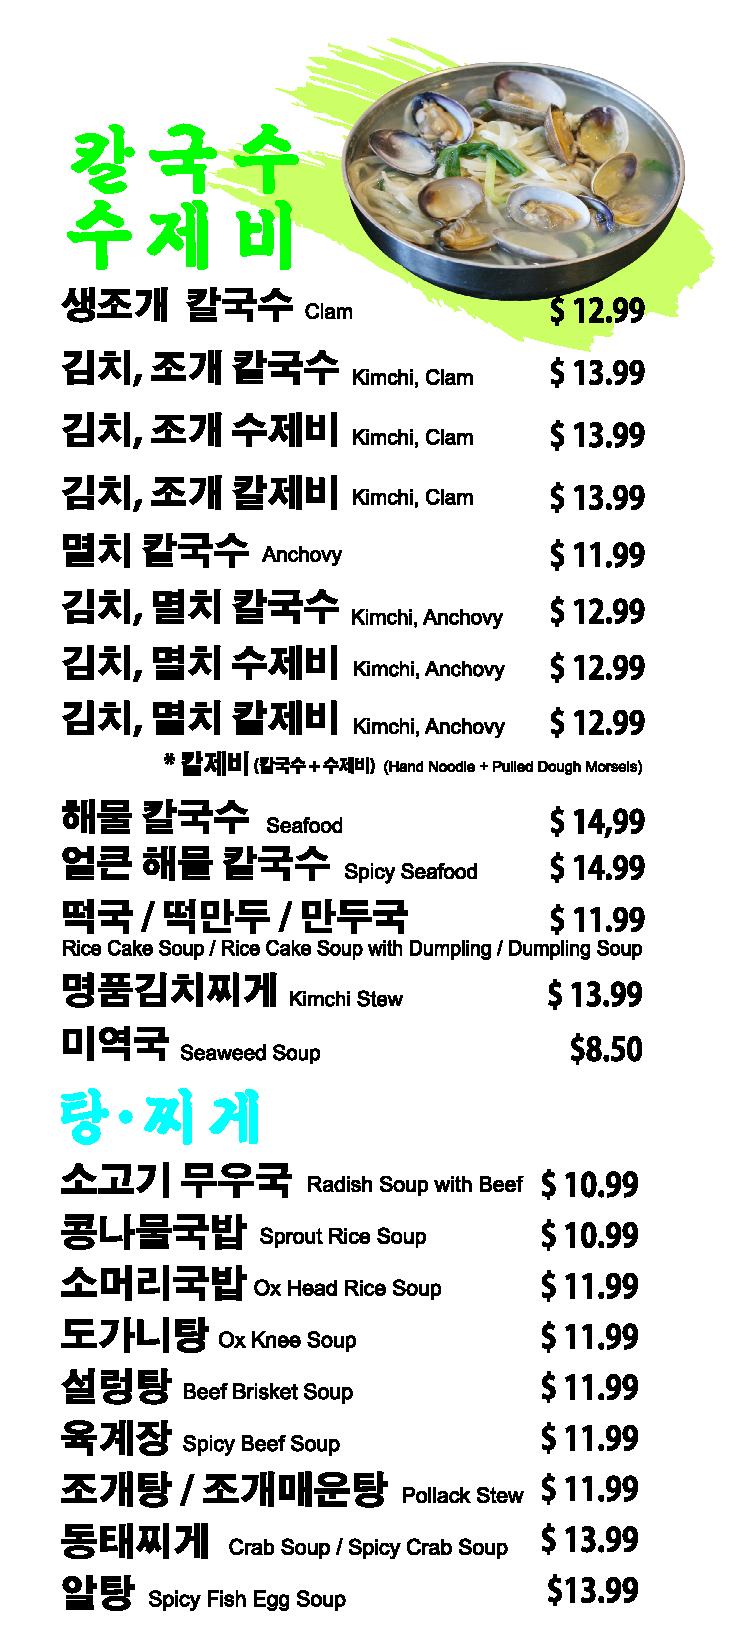 칼국수
수제비
생조개 칼국수 Clam $ 12.99
김치, 조개 칼국수 Kimchi, Clam $ 13.99
김치, 조개 수제비 Kimchi, Clam $ 13.99
김치, 조개 칼제비 Kimchi, Clam $ 13.99
멸치 칼국수 Anchovy $ 11.99
김치, 멸치 칼국수 Kimchi, Anchovy $ 12.99
김치, 멸치 수제비 Kimchi, Anchovy $ 12.99
김치, 멸치 칼제비 Kimchi, Anchovy $ 12.99
* 칼제비 (칼국수 + 수제비) (Hand Noodle + Pulled Dough Morsels)
해물 칼국수 Seafood $ 14,99
얼큰 해물 칼국수 Spicy Seafood $ 14.99
떡국 / 떡만두 / 만두국 $ 11.99
Rice Cake Soup / Rice Cake Soup with Dumpling / Dumpling Soup
명품김치찌게 Kimchi Stew $ 13.99
미역국 Seaweed Soup $8.50
탕·찌게
소고기 무우국 Radish Soup with Beef $ 10.99
콩나물국밥 Sprout Rice Soup $ 10.99
소머리국밥 Ox Head Rice Soup $ 11.99
도가니탕 Ox Knee Soup $ 11.99
설렁탕 Beef Brisket Soup $ 11.99
육계장 Spicy Beef Soup $ 11.99
조개탕 / 조개매운탕 Pollack Stew $ 11.99
동태찌게 Crab Soup / Spicy Crab Soup $ 13.99
알탕 Spicy Fish Egg Soup $13.99